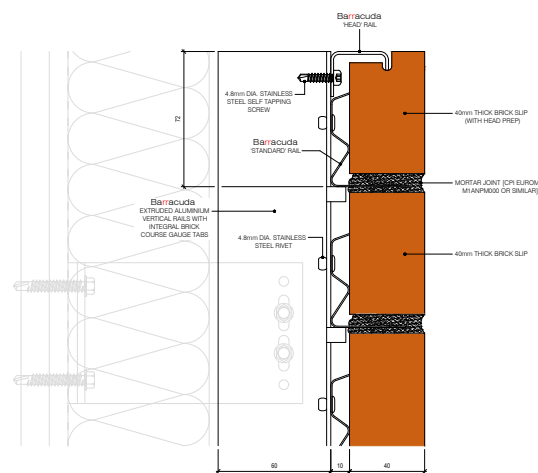 Barracuda
'HEAD' RAIL
4.8mm DIA. STAINLESS
STEEL SELF TAPPING
SCREW
72
40mm THICK BRICK SLIP
(WITH HEAD PREP)
Barracuda
'STANDARD' RAIL
MORTAR JOINT [CPI EUROM
M1ANPM000 OR SIMILAR]
Barracuda
EXTRUDED ALUMINIUM
VERTICAL RAILS WITH
INTEGRAL BRICK
COURSE GAUGE TABS
4.8mm DIA. STAINLESS
STEEL RIVET
40mm THICK BRICK SLIP
60
10
40